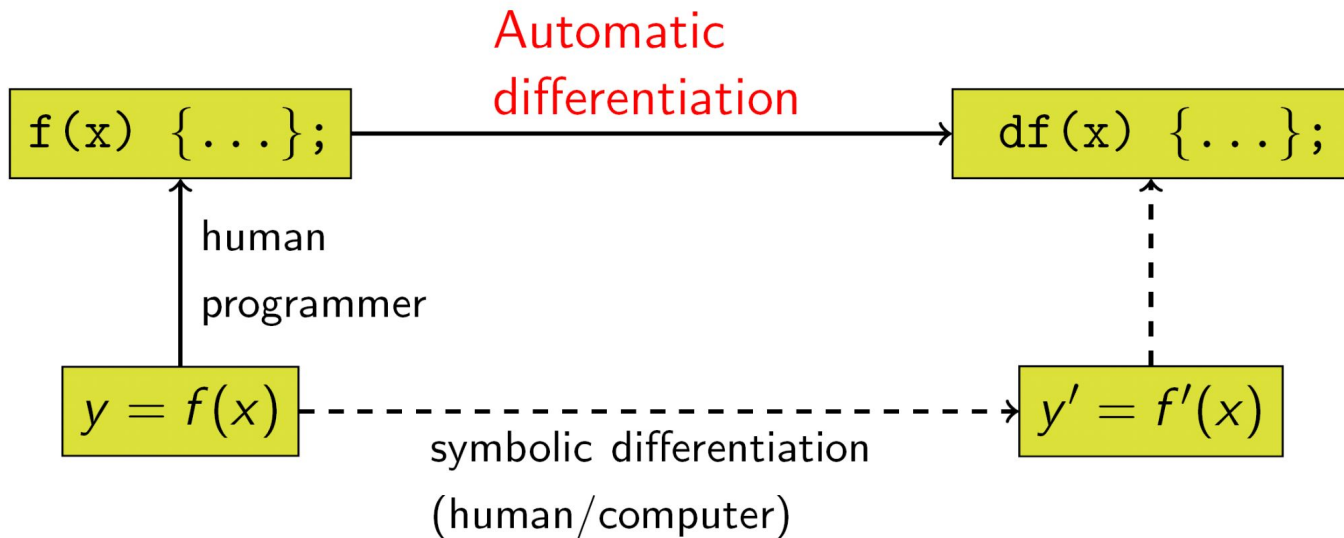 Automatic
differentiation
f(x) {...};
df(x) {...};
human
programmer
y = f(x)
y′ = f′(x)
symbolic differentiation
(human/computer)